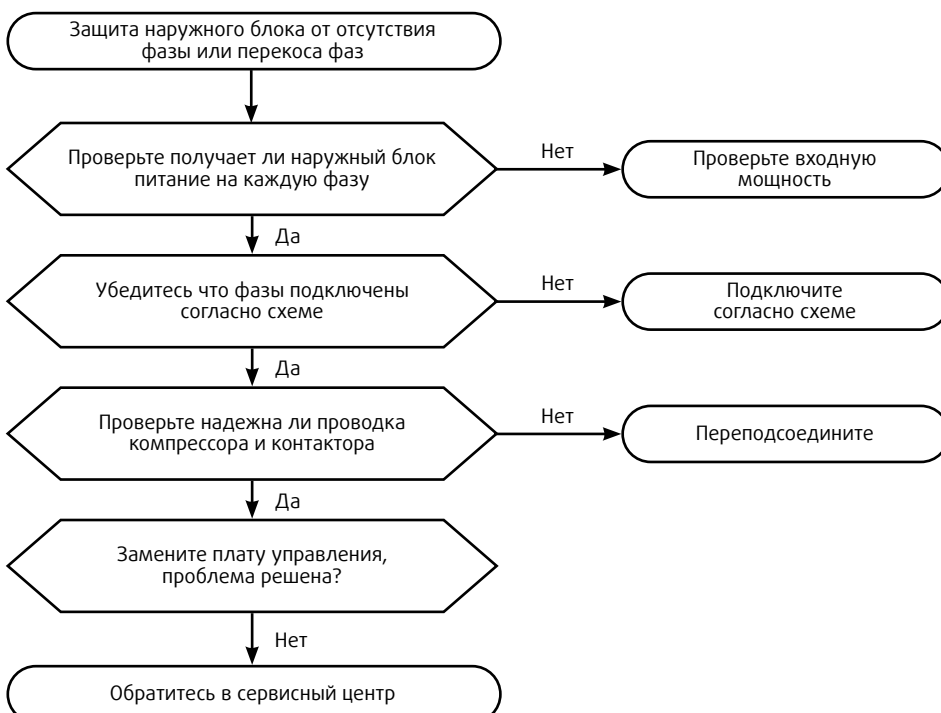 Защита наружного блока от отсутствия
фазы или перекоса фаз
Проверьте получает ли наружный блок
питание на каждую фазу
Нет
Проверьте входную
мощность
Да
Убедитесь что фазы подключены
согласно схеме
Нет
Подключите
согласно схеме
Да
Проверьте надежна ли проводка
компрессора и контактора
Нет
Переподсоедините
Да
Замените плату управления,
проблема решена?
Нет
Обратитесь в сервисный центр